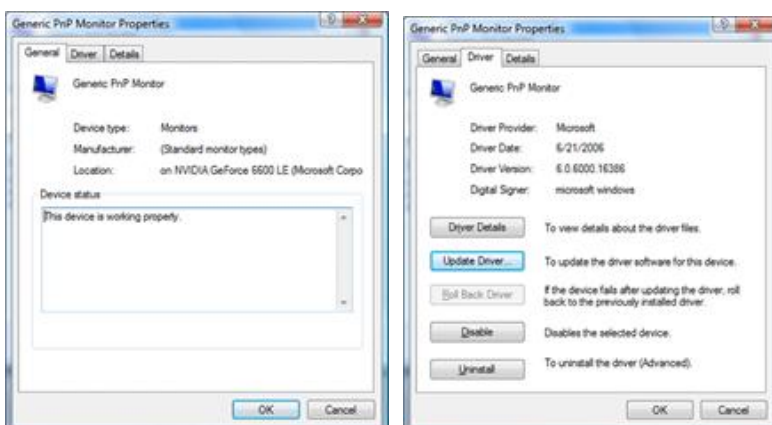 Generic PnP Monitor Properties
General Driver Details
Generic PnP Monitor
Device type: Monitors
Manufacturer: (Standard monitor types)
Location: on NVIDIA GeForce 6600 LE (Microsoft Corpo
Device status
This device is working properly.
OK Cancel
Generic PnP Monitor Properties
General Driver Details
Generic PnP Monitor
Driver Provider: Microsoft
Driver Date: 6/21/2006
Driver Version: 6.0.6000.16386
Digital Signer: microsoft windows
Driver Details To view details about the driver files.
Update Driver... To update the driver software for this device.
Roll Back Driver If the device fails after updating the driver, roll
back to the previously installed driver.
Disable Disables the selected device.
Uninstall To uninstall the driver (Advanced).
OK Cancel